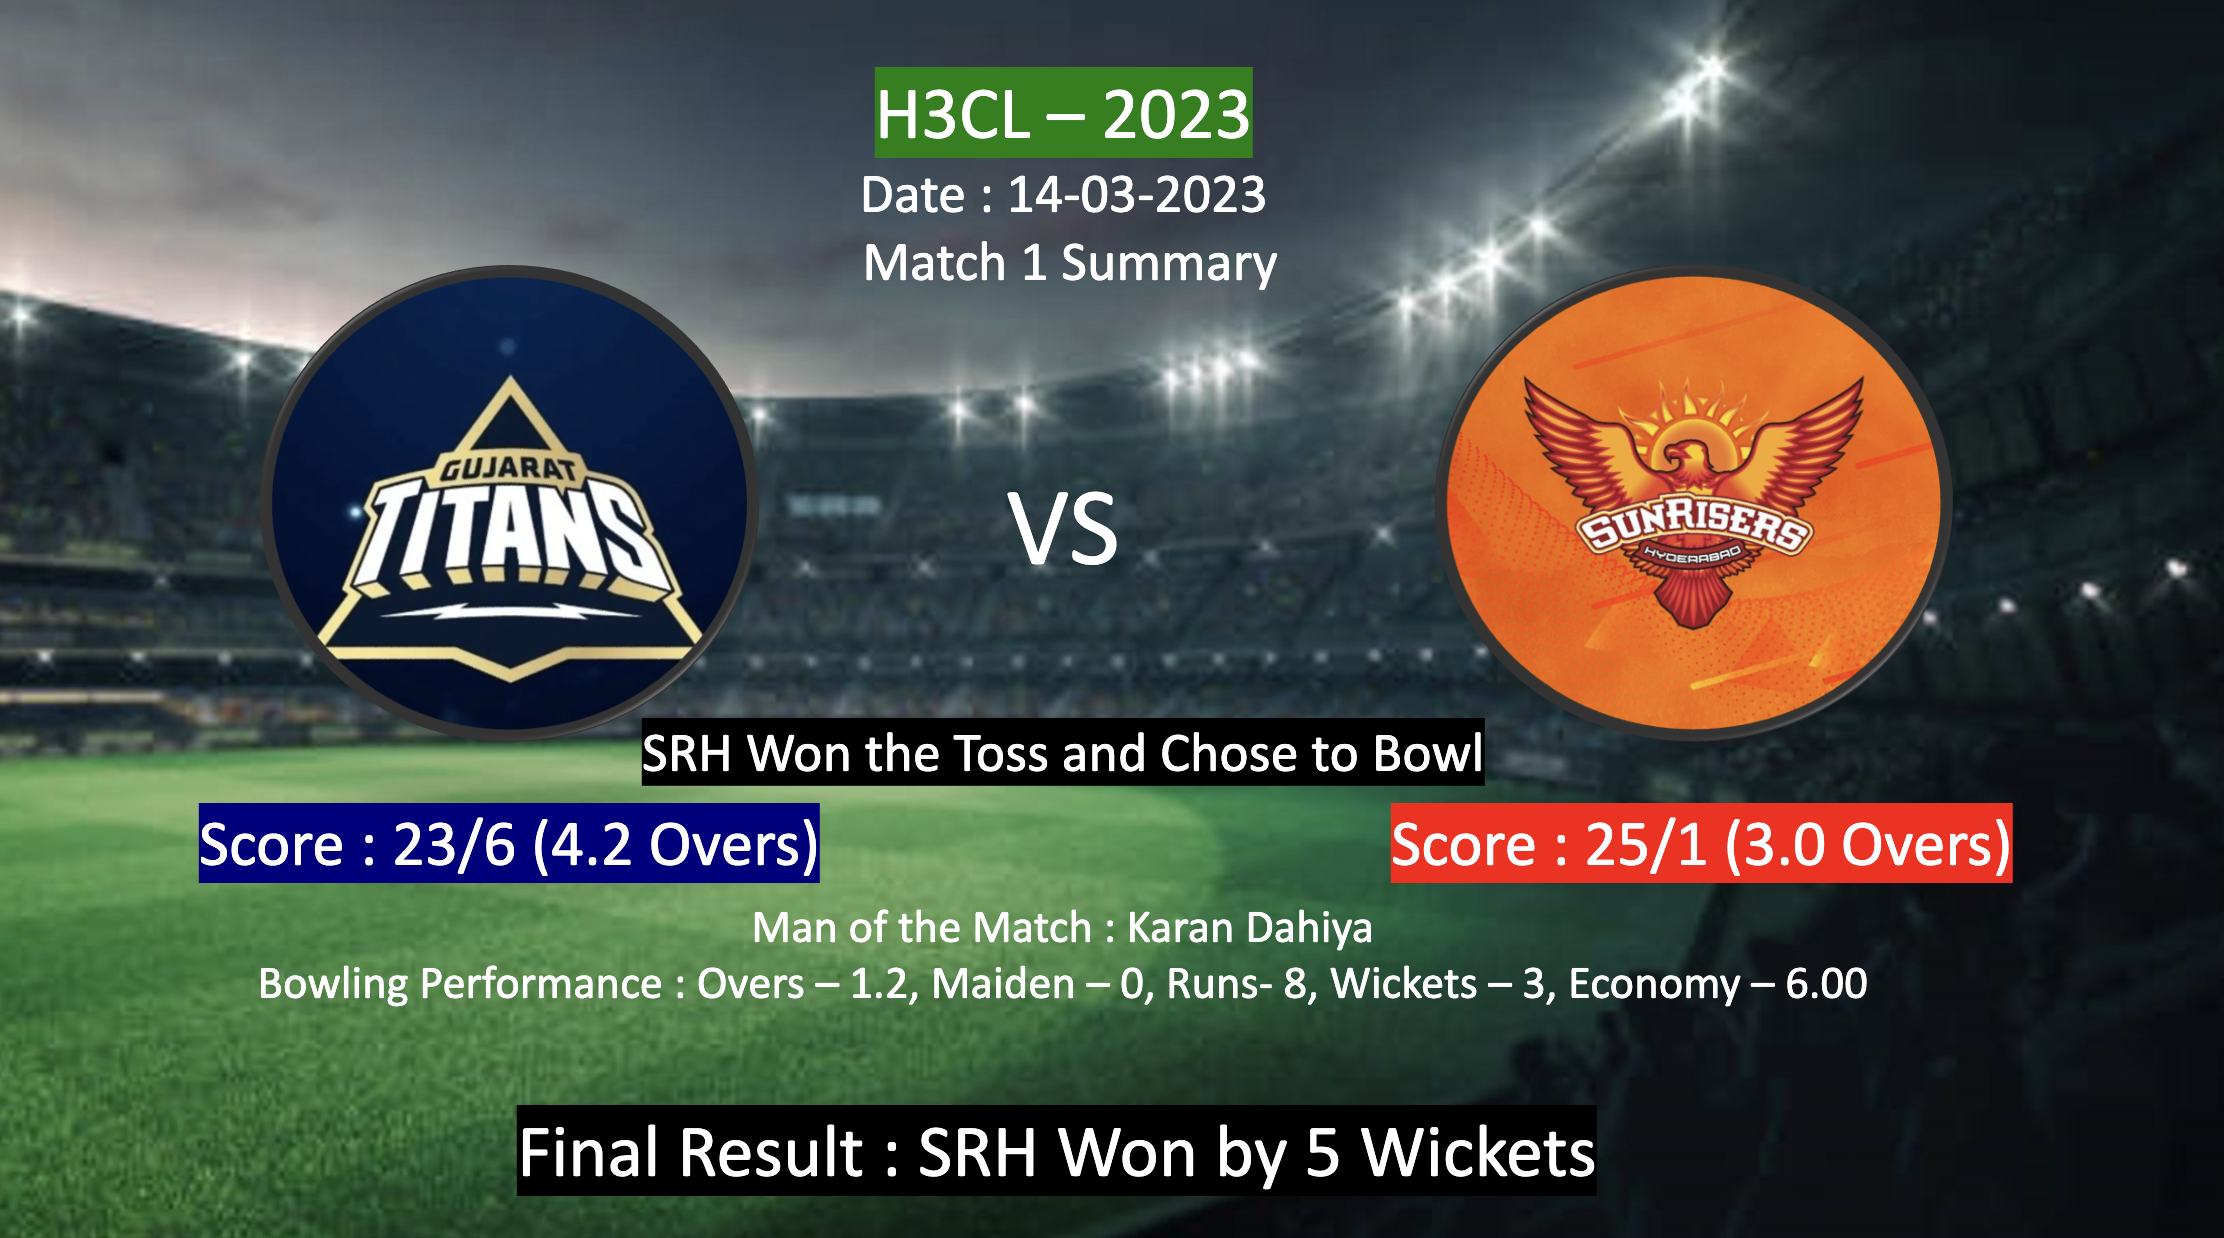 H3CL – 2023
Date : 14-03-2023
Match 1 Summary
GUJARAT
TITANS
VS
SUNRISERS
HYDERABAD
SRH Won the Toss and Chose to Bowl
Score : 23/6 (4.2 Overs)
Score : 25/1 (3.0 Overs)
Man of the Match : Karan Dahiya
Bowling Performance : Overs – 1.2, Maiden – 0, Runs- 8, Wickets – 3, Economy – 6.00
Final Result : SRH Won by 5 Wickets